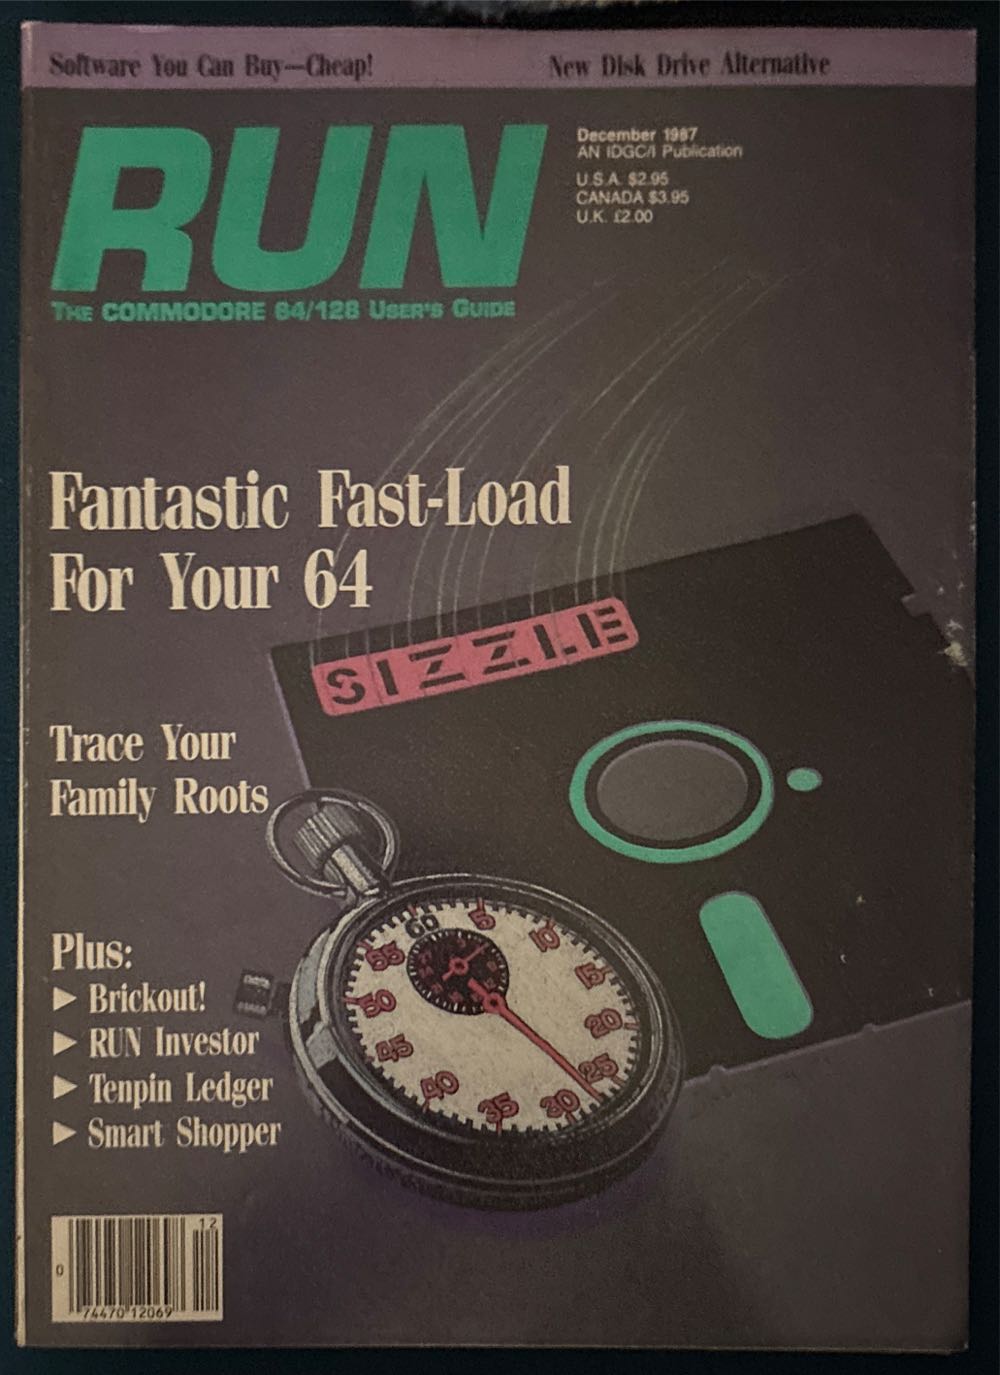 Software You Can Buy—Cheap!
New Disk Drive Alternative
RUN
THE COMMODORE 64/128 USER'S GUIDE
December 1987
AN IDGC/I Publication
U.S.A. $2.95
CANADA $3.95
U.K. £2.00
Fantastic Fast-Load
For Your 64
SIZZLE
Trace Your
Family Roots
Plus:
▶ Brickout!
▶ RUN Investor
▶ Tenpin Ledger
▶ Smart Shopper
60
5
10
15
20
25
30
35
40
45
50
55
12
0
74470 12069